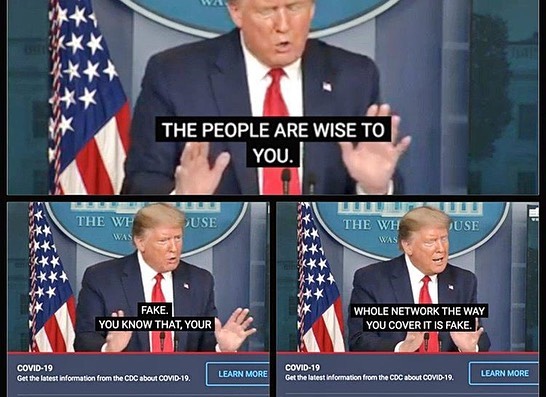 THE PEOPLE ARE WISE TO
YOU.
THE WH
USE
WAS
FAKE.
YOU KNOW THAT, YOUR
COVID-19
Get the latest information from the CDC about COVID-19.
LEARN MORE
THE WH
USE
WAS
WHOLE NETWORK THE WAY
YOU COVER IT IS FAKE.
COVID-19
Get the latest information from the CDC about COVID-19.
LEARN MORE